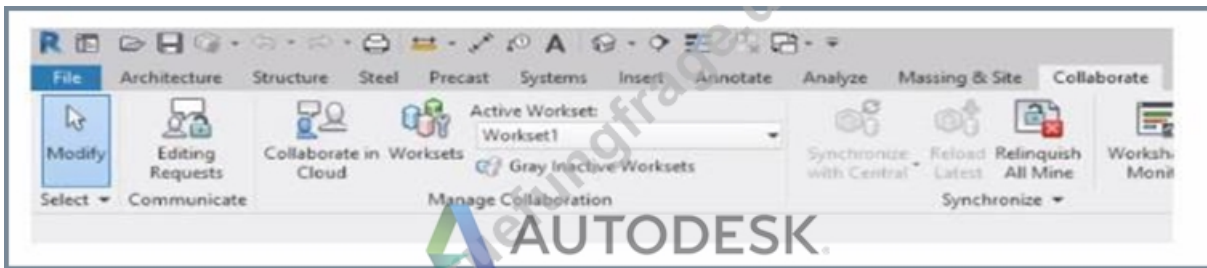 File Architecture Structure Steel Precast Systems Insert Annotate Analyze Massing & Site Collaborate
Modify
Editing Requests
Collaborate in Cloud
Worksets
Active Workset:
Workset1
Gray Inactive Worksets
Synchronize with Central
Reload Latest
Relinquish All Mine
Select Communicate Manage Collaboration Synchronize
AUTODESK